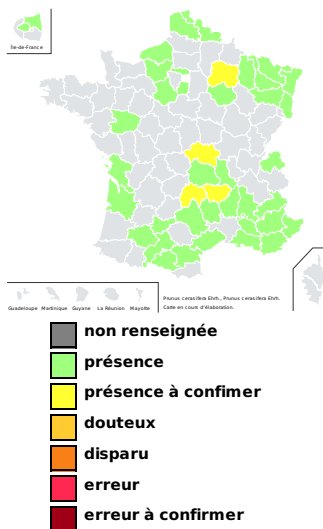 Île-de-France
Guadeloupe Martinique Guyane La Réunion Mayotte
Prunus cerasifera Ehrh., Prunus cerasifera Ehrh.
Carte en cours d'élaboration.
non renseignée
présence
présence à confimer
douteux
disparu
erreur
erreur à confirmer